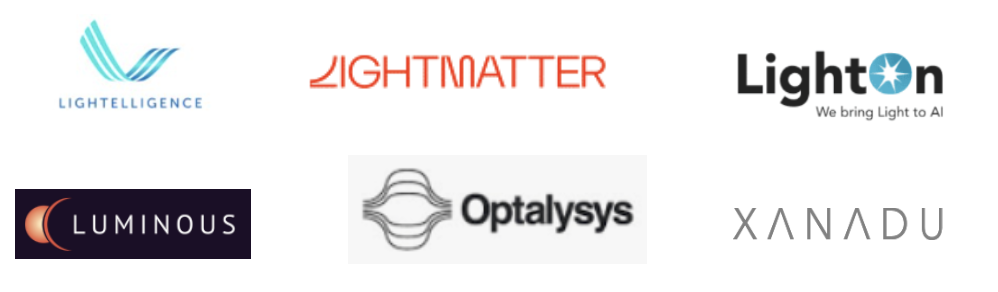 LIGHTELLIGENCE
LIGHTMATTER
LightOn
We bring Light to AI
LUMINOUS
Optalysys
XANADU